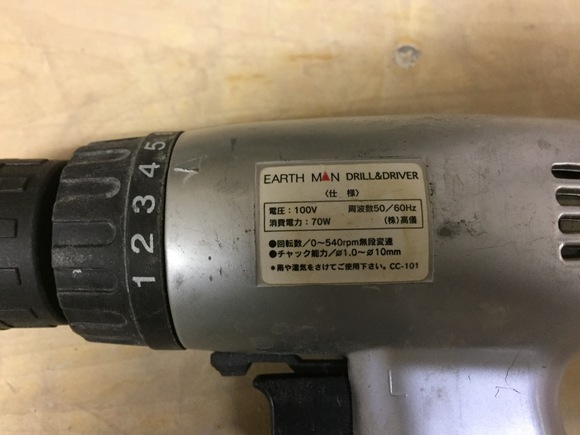 EARTH MAN DRILL&DRIVER
〈仕 様〉
電圧：100V 周波数50/60Hz
消費電力：70W (株)高儀
●回転数/0〜540rpm無段変速
●チャック能力/ø1.0〜ø10mm
＊雨や湿気をさけてご使用下さい。CC-101
1 2 3 4 5